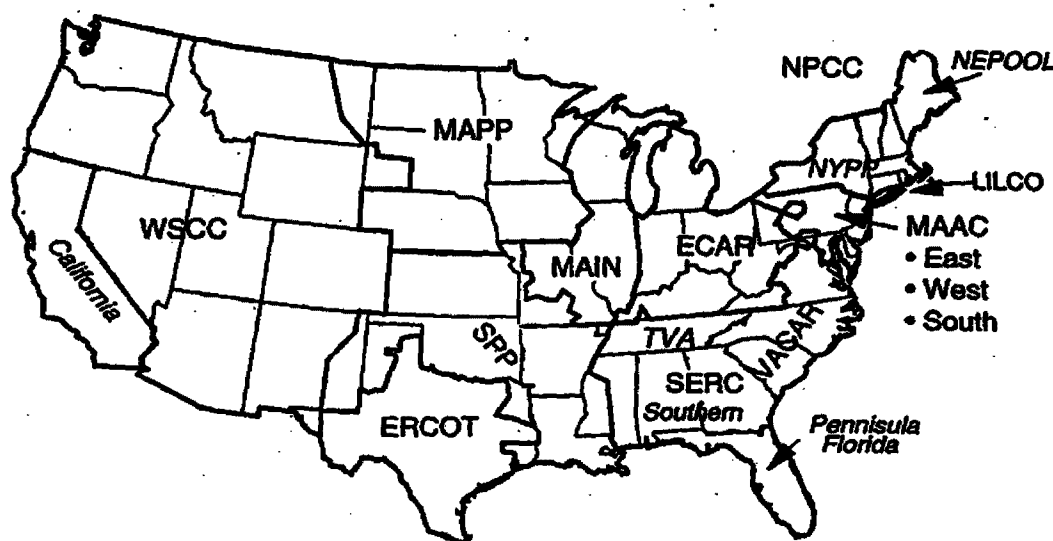 NPCC
NEPOOL
MAPP
NYPP
LILCO
WSCC
MAAC
• East
• West
• South
ECAR
MAIN
California
SPP
TVA
VACAR
SERC
Southern
ERCOT
Pennisula
Florida